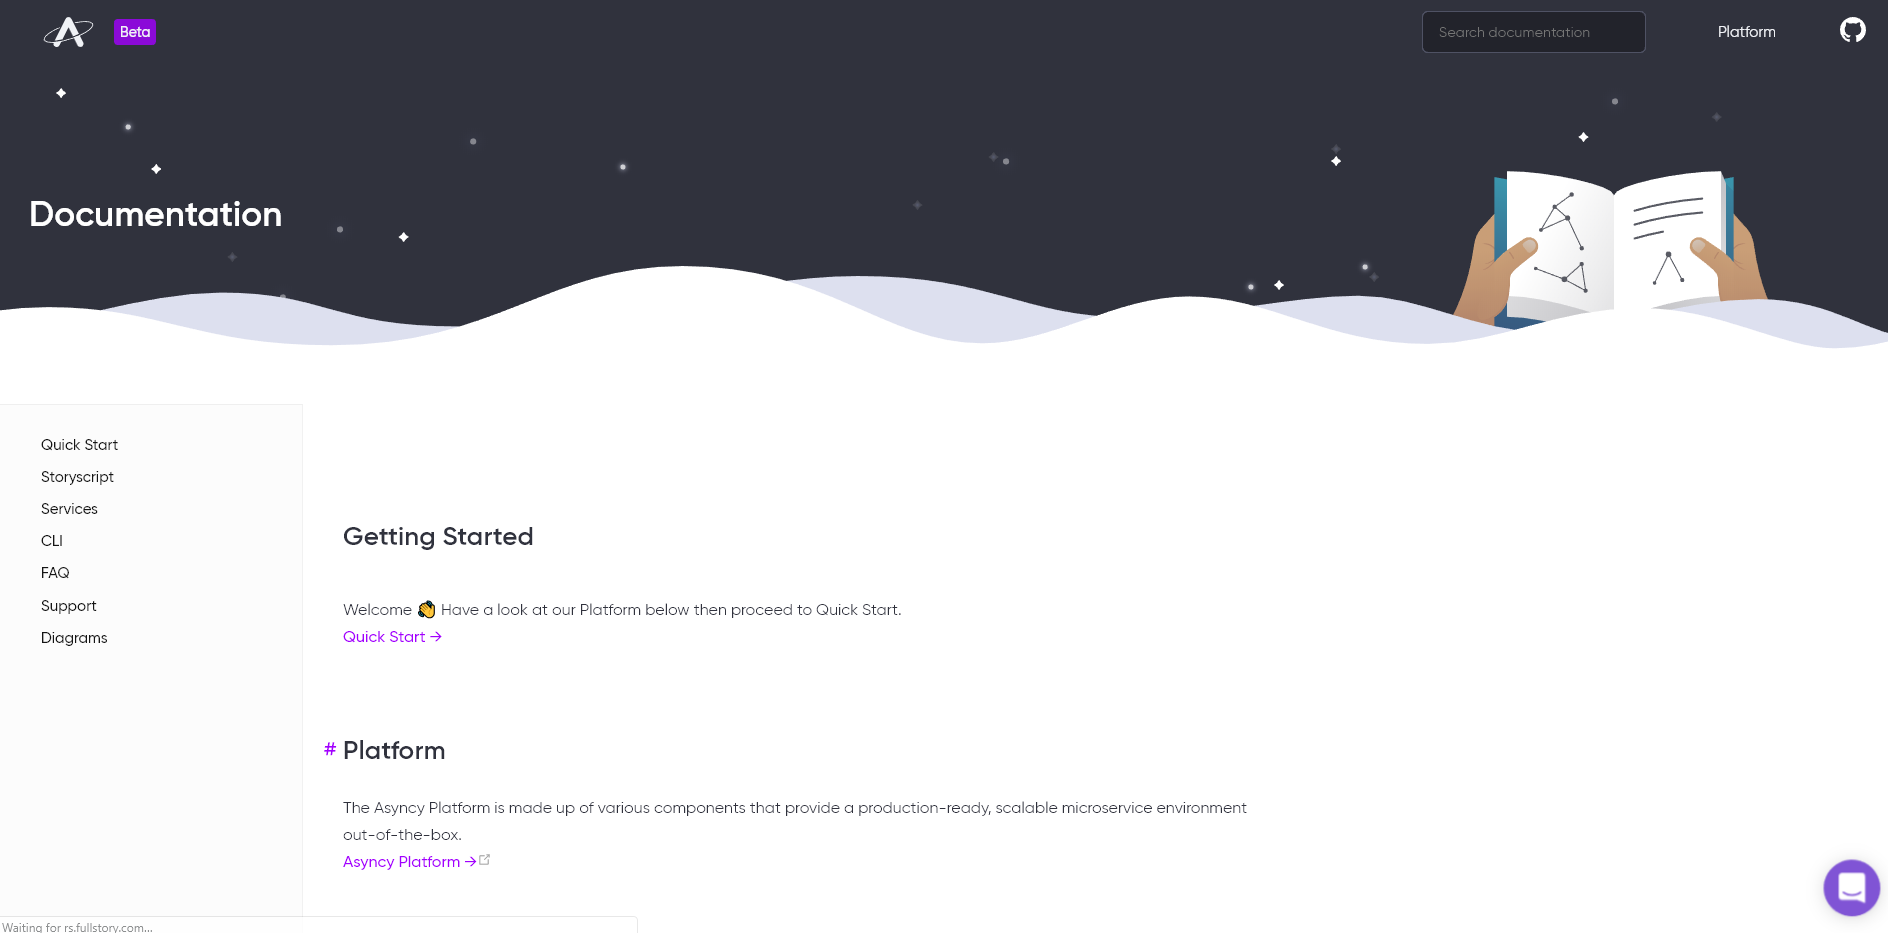 Beta
Search documentation
Platform
Documentation
Quick Start
Storyscript
Services
CLI
FAQ
Support
Diagrams
Getting Started
Welcome 👋 Have a look at our Platform below then proceed to Quick Start.
Quick Start →
# Platform
The Asyncy Platform is made up of various components that provide a production-ready, scalable microservice environment
out-of-the-box.
Asyncy Platform →
Waiting for rs.fullstory.com...